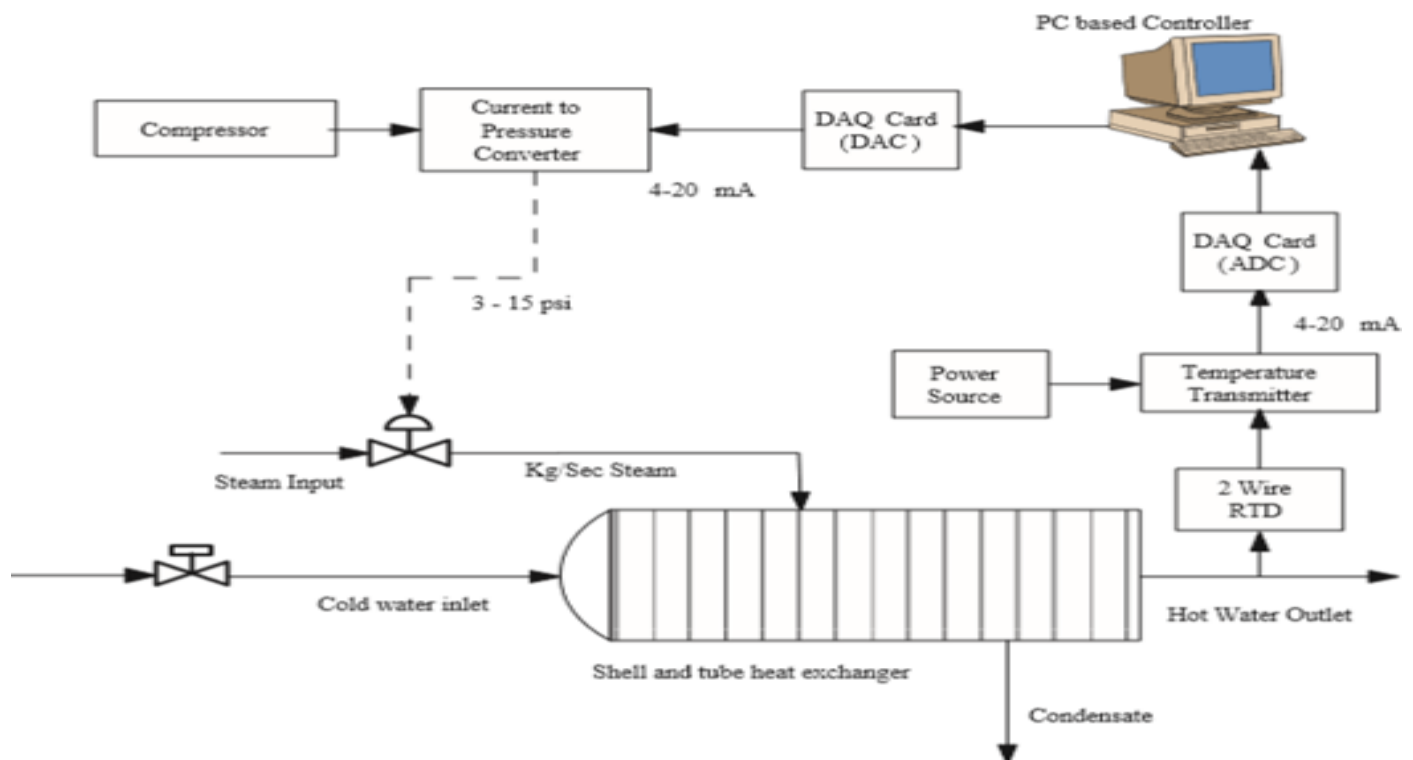 PC based Controller
Compressor
Current to
Pressure
Converter
DAQ Card
(DAC)
4-20 mA
DAQ Card
(ADC)
3 - 15 psi
4-20 mA
Power
Source
Temperature
Transmitter
Steam Input
Kg/Sec Steam
2 Wire
RTD
Cold water inlet
Hot Water Outlet
Shell and tube heat exchanger
Condensate